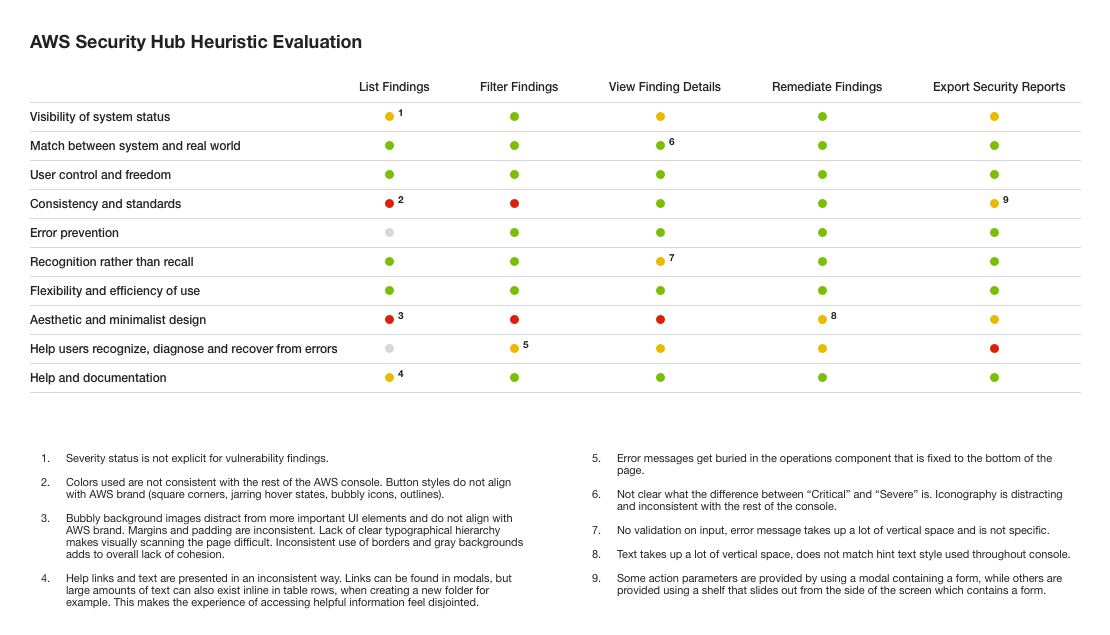 AWS Security Hub Heuristic Evaluation
List Findings Filter Findings View Finding Details Remediate Findings Export Security Reports
Visibility of system status 1
Match between system and real world 6
User control and freedom
Consistency and standards 2 9
Error prevention
Recognition rather than recall 7
Flexibility and efficiency of use
Aesthetic and minimalist design 3 8
Help users recognize, diagnose and recover from errors 5
Help and documentation 4
1. Severity status is not explicit for vulnerability findings.
2. Colors used are not consistent with the rest of the AWS console. Button styles do not align
with AWS brand (square corners, jarring hover states, bubbly icons, outlines).
3. Bubbly background images distract from more important UI elements and do not align with
AWS brand. Margins and padding are inconsistent. Lack of clear typographical hierarchy
makes visually scanning the page difficult. Inconsistent use of borders and gray backgrounds
adds to overall lack of cohesion.
4. Help links and text are presented in an inconsistent way. Links can be found in modals, but
large amounts of text can also exist inline in table rows, when creating a new folder for
example. This makes the experience of accessing helpful information feel disjointed.
5. Error messages get buried in the operations component that is fixed to the bottom of the
page.
6. Not clear what the difference between “Critical” and “Severe” is. Iconography is distracting
and inconsistent with the rest of the console.
7. No validation on input, error message takes up a lot of vertical space and is not specific.
8. Text takes up a lot of vertical space, does not match hint text style used throughout console.
9. Some action parameters are provided by using a modal containing a form, while others are
provided using a shelf that slides out from the side of the screen which contains a form.